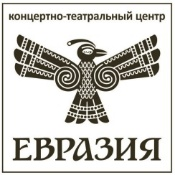 концертно-театральный центр
ЕВРАЗИЯ